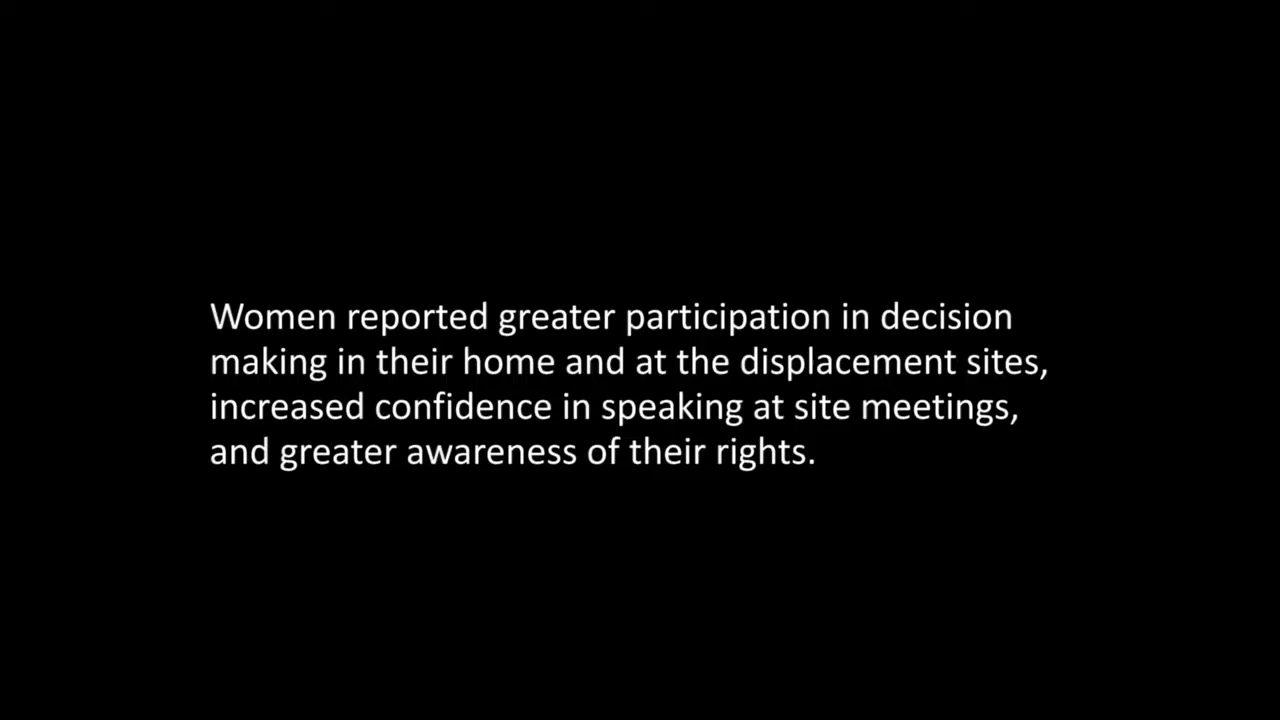 Women reported greater participation in decision
making in their home and at the displacement sites,
increased confidence in speaking at site meetings,
and greater awareness of their rights.